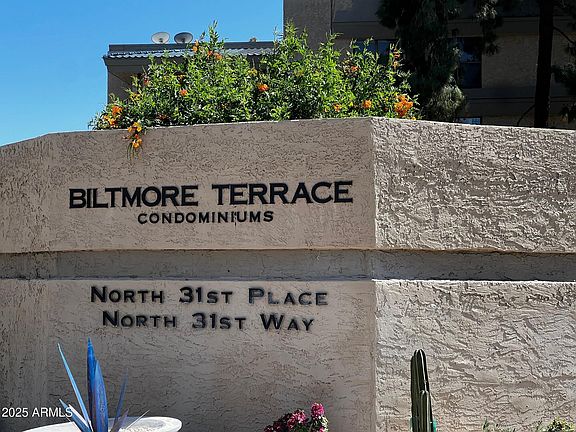 BILTMORE TERRACE
CONDOMINIUMS
NORTH 31ST PLACE
NORTH 31ST WAY
2025 ARMLS